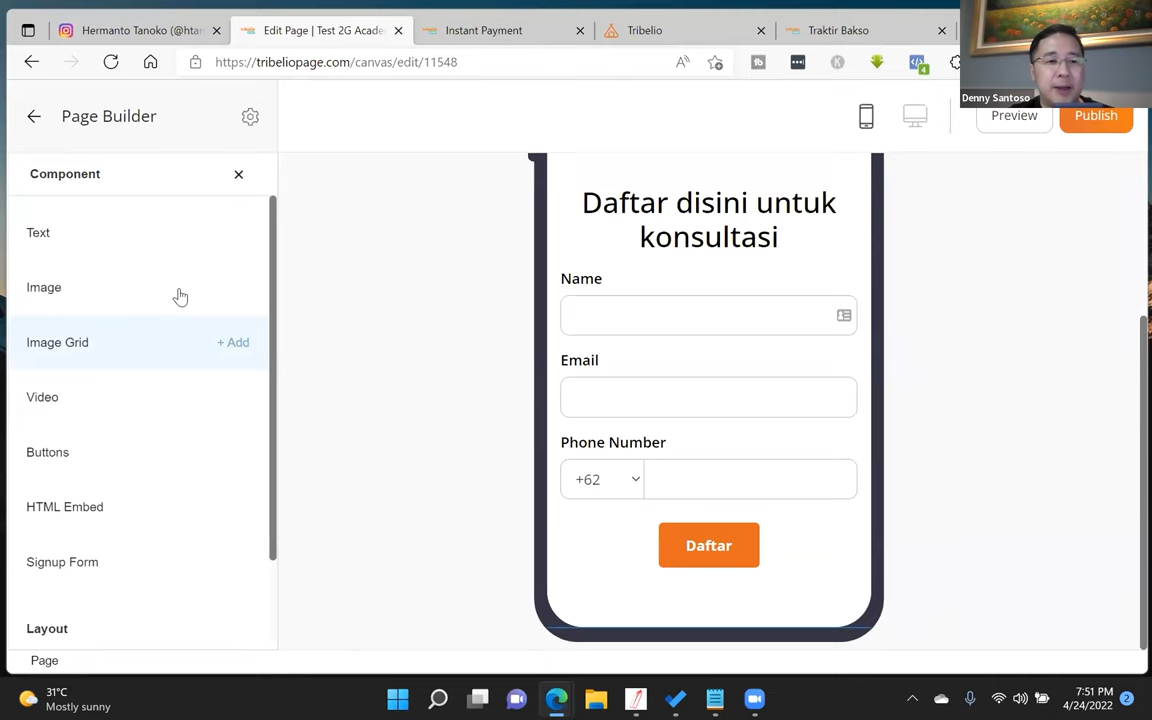 Hermanto Tanoko (@htan
Edit Page | Test 2G Acade
Instant Payment
Tribelio
Traktir Bakso
https://tribeliopage.com/canvas/edit/11548
4
Denny Santoso
Page Builder
Preview
Publish
Component
Text
Image
Image Grid
+ Add
Video
Buttons
HTML Embed
Signup Form
Layout
Page
Daftar disini untuk
konsultasi
Name
Email
Phone Number
+62
Daftar
31°C
Mostly sunny
7:51 PM
4/24/2022
2